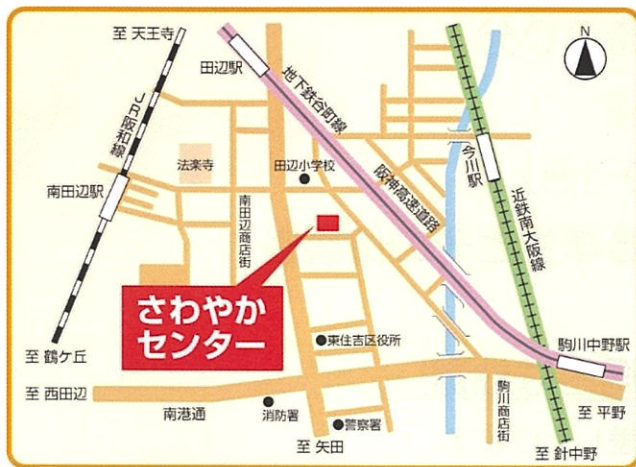 至 天王寺
JR阪和線
南田辺駅
至 鶴ケ丘
至 西田辺
法楽寺
南田辺商店街
田辺駅
地下鉄谷町線
田辺小学校
阪神高速道路
今川駅
近鉄南大阪線
N
さわやか
センター
東住吉区役所
駒川中野駅
南港通
消防署
警察署
至 矢田
駒川商店街
至 平野
至 針中野